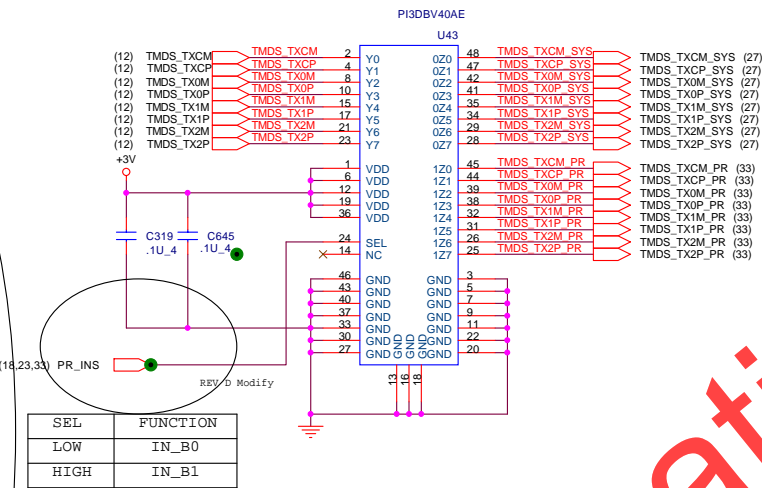 PI3DBV40AE
U43
(12) TMDS_TXCM TMDS_TXCM 2 Y0 0Z0 48 TMDS_TXCM_SYS TMDS_TXCM_SYS (27)
(12) TMDS_TXCP TMDS_TXCP 4 Y1 0Z1 47 TMDS_TXCP_SYS TMDS_TXCP_SYS (27)
(12) TMDS_TX0M TMDS_TX0M 8 Y2 0Z2 42 TMDS_TX0M_SYS TMDS_TX0M_SYS (27)
(12) TMDS_TX0P TMDS_TX0P 10 Y3 0Z3 41 TMDS_TX0P_SYS TMDS_TX0P_SYS (27)
(12) TMDS_TX1M TMDS_TX1M 15 Y4 0Z4 35 TMDS_TX1M_SYS TMDS_TX1M_SYS (27)
(12) TMDS_TX1P TMDS_TX1P 17 Y5 0Z5 34 TMDS_TX1P_SYS TMDS_TX1P_SYS (27)
(12) TMDS_TX2M TMDS_TX2M 21 Y6 0Z6 29 TMDS_TX2M_SYS TMDS_TX2M_SYS (27)
(12) TMDS_TX2P TMDS_TX2P 23 Y7 0Z7 28 TMDS_TX2P_SYS TMDS_TX2P_SYS (27)
+3V
1 VDD 1Z0 45 TMDS_TXCM_PR TMDS_TXCM_PR (33)
6 VDD 1Z1 44 TMDS_TXCP_PR TMDS_TXCP_PR (33)
12 VDD 1Z2 39 TMDS_TX0M_PR TMDS_TX0M_PR (33)
19 VDD 1Z3 38 TMDS_TX0P_PR TMDS_TX0P_PR (33)
36 VDD 1Z4 32 TMDS_TX1M_PR TMDS_TX1M_PR (33)
1Z5 31 TMDS_TX1P_PR TMDS_TX1P_PR (33)
C319 C645 24 SEL 1Z6 26 TMDS_TX2M_PR TMDS_TX2M_PR (33)
.1U_4 .1U_4 14 NC 1Z7 25 TMDS_TX2P_PR TMDS_TX2P_PR (33)
46 GND GND 3
43 GND GND 5
40 GND GND 7
37 GND GND 9
33 GND GND 11
30 GND GND 22
27 GND GND GND GND GND 20
(18,23,33) PR_INS
13 16 18
REV D Modify
SEL FUNCTION
LOW IN_B0
HIGH IN_B1